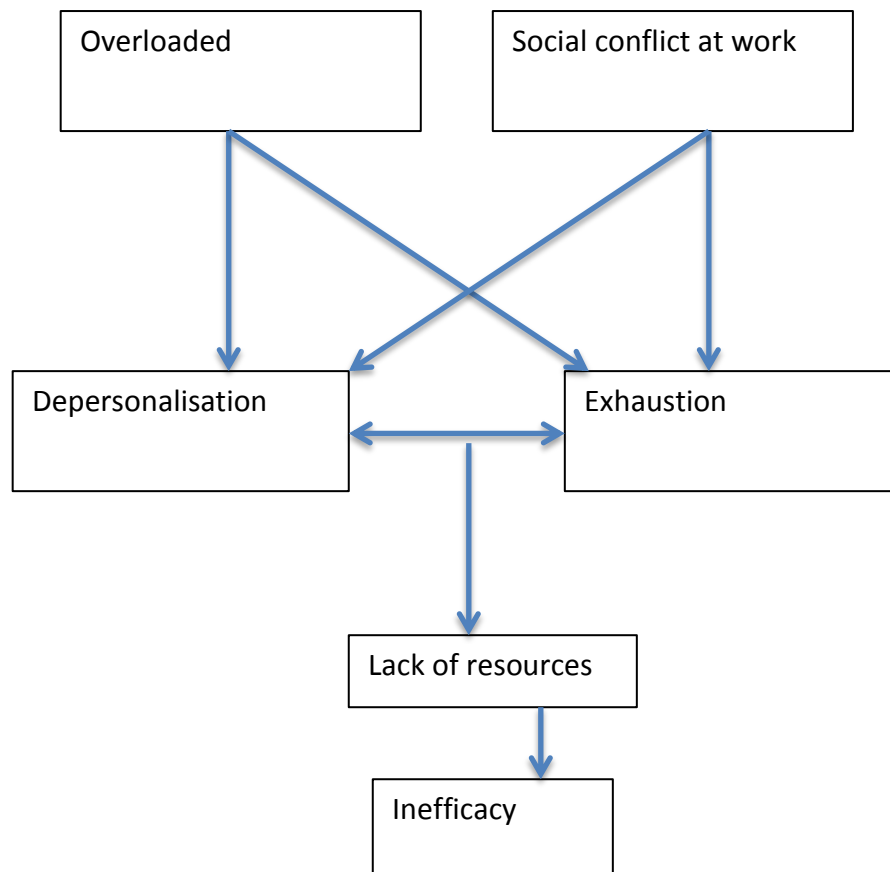 Overloaded
Social conflict at work
Depersonalisation
Exhaustion
Lack of resources
Inefficacy